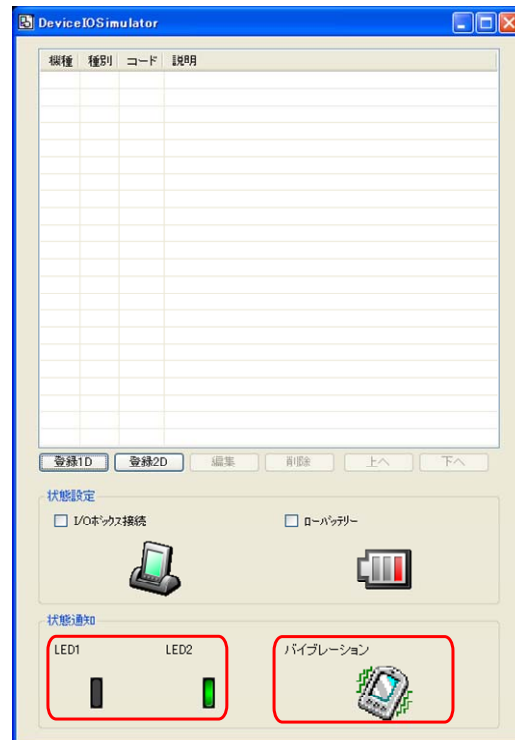 DeviceIOSimulator
機種 種別 コード 説明
登録1D 登録2D 編集 削除 上へ 下へ
状態設定
I/Oボックス接続 ローバッテリー
状態通知
LED1 LED2 バイブレーション